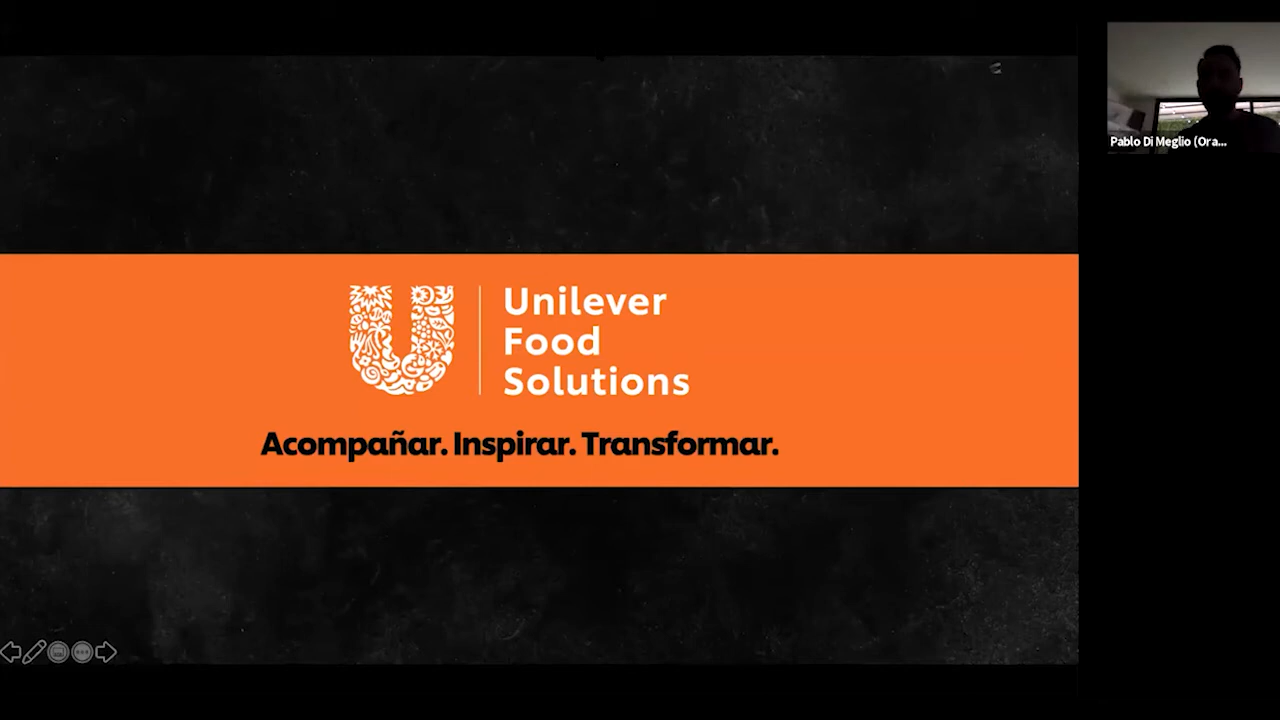 Unilever
Food
Solutions
Acompañar. Inspirar. Transformar.
Pablo Di Meglio (Ora...